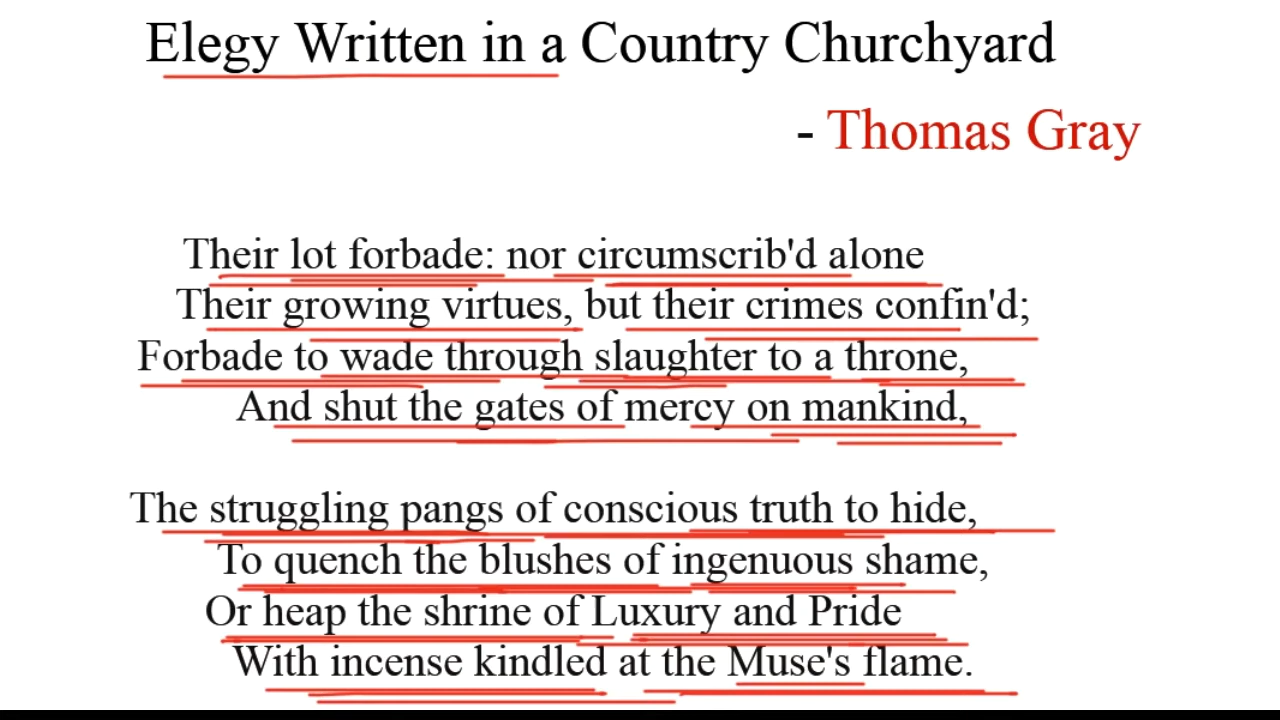 Elegy Written in a Country Churchyard
- Thomas Gray
Their lot forbade: nor circumscrib'd alone
Their growing virtues, but their crimes confin'd;
Forbade to wade through slaughter to a throne,
And shut the gates of mercy on mankind,
The struggling pangs of conscious truth to hide,
To quench the blushes of ingenuous shame,
Or heap the shrine of Luxury and Pride
With incense kindled at the Muse's flame.